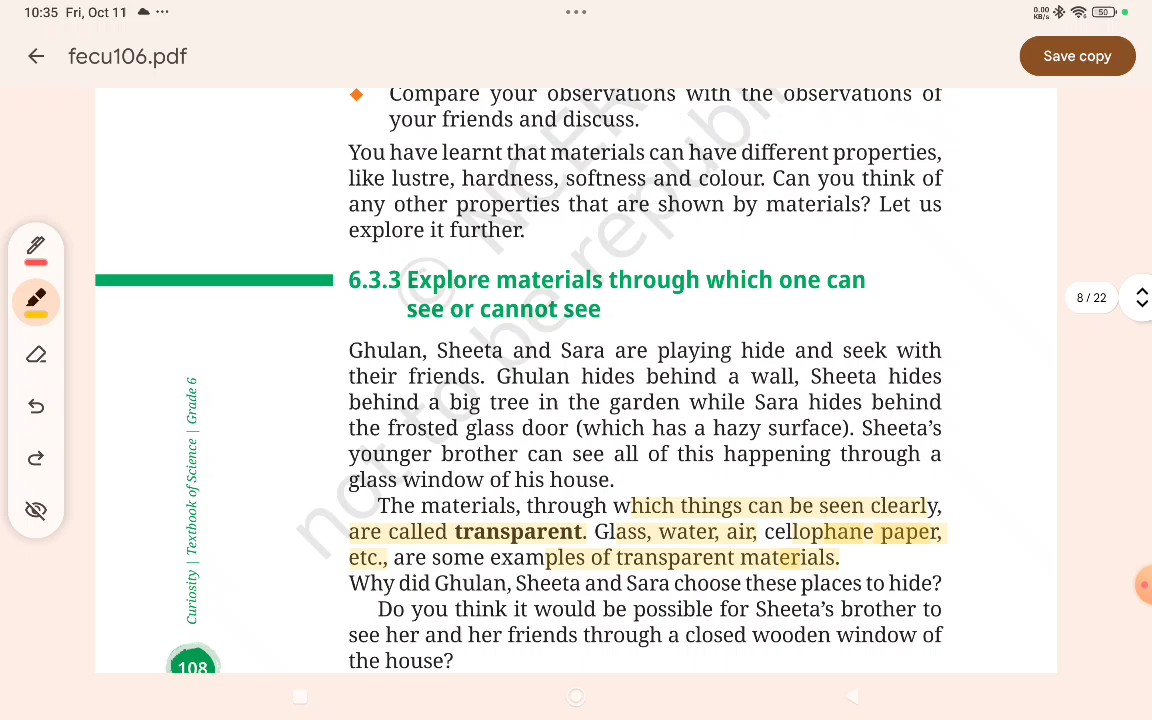 10:35 Fri, Oct 11
0.00
KB/s
50
fecu106.pdf
Save copy
Compare your observations with the observations of
your friends and discuss.
You have learnt that materials can have different properties,
like lustre, hardness, softness and colour. Can you think of
any other properties that are shown by materials? Let us
explore it further.
6.3.3 Explore materials through which one can
see or cannot see
8 / 22
Ghulan, Sheeta and Sara are playing hide and seek with
their friends. Ghulan hides behind a wall, Sheeta hides
behind a big tree in the garden while Sara hides behind
the frosted glass door (which has a hazy surface). Sheeta's
younger brother can see all of this happening through a
glass window of his house.
The materials, through which things can be seen clearly,
are called transparent. Glass, water, air, cellophane paper,
etc., are some examples of transparent materials.
Why did Ghulan, Sheeta and Sara choose these places to hide?
Do you think it would be possible for Sheeta's brother to
see her and her friends through a closed wooden window of
the house?
Curiosity | Textbook of Science | Grade 6
108
© NCER
not to be republi